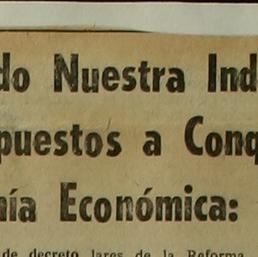 do Nuestra Ind
puestos a Conq
nía Económica:
de decreto lares de la Reforma